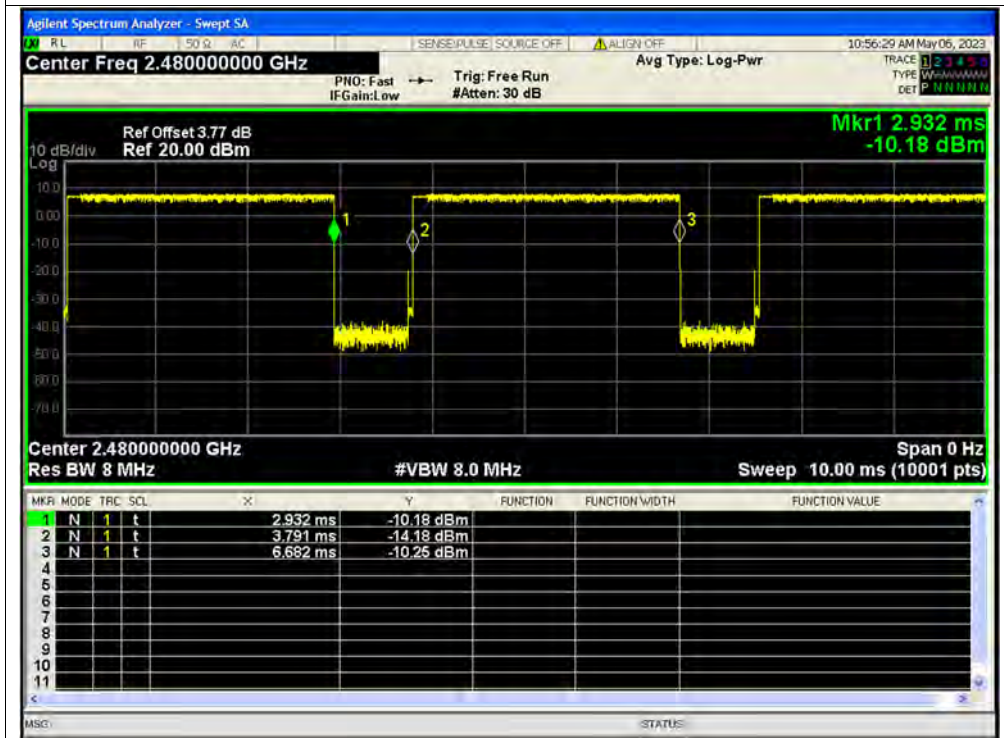 Agilent Spectrum Analyzer - Swept SA
RL RF 50 Ω AC SENSE:PULSE SOURCE OFF ALIGN OFF 10:56:29 AM May 06, 2023
Center Freq 2.480000000 GHz
PNO: Fast
IFGain:Low
Trig: Free Run
#Atten: 30 dB
Avg Type: Log-Pwr
TRACE 1 2 3 4 5 6
TYPE
DET P N N N N N
Mkr1 2.932 ms
-10.18 dBm
Ref Offset 3.77 dB
10 dB/div Ref 20.00 dBm
Log
10.0
0.00
-10.0
-20.0
-30.0
-40.0
-50.0
-60.0
-70.0
1
2
3
Center 2.480000000 GHz Span 0 Hz
Res BW 8 MHz #VBW 8.0 MHz Sweep 10.00 ms (10001 pts)
MKR MODE TRC SCL X Y FUNCTION FUNCTION WIDTH FUNCTION VALUE
1 N 1 t 2.932 ms -10.18 dBm
2 N 1 t 3.791 ms -14.18 dBm
3 N 1 t 6.682 ms -10.25 dBm
4
5
6
7
8
9
10
11
MSG STATUS